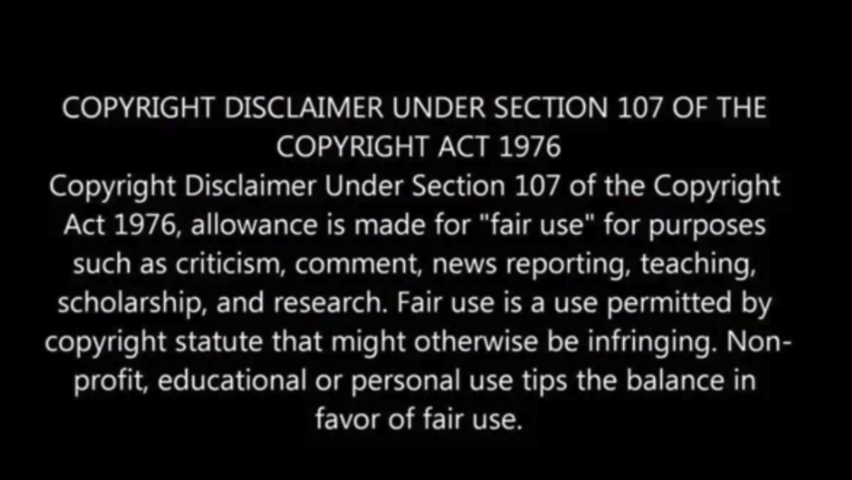 COPYRIGHT DISCLAIMER UNDER SECTION 107 OF THE
COPYRIGHT ACT 1976
Copyright Disclaimer Under Section 107 of the Copyright
Act 1976, allowance is made for "fair use" for purposes
such as criticism, comment, news reporting, teaching,
scholarship, and research. Fair use is a use permitted by
copyright statute that might otherwise be infringing. Non-
profit, educational or personal use tips the balance in
favor of fair use.